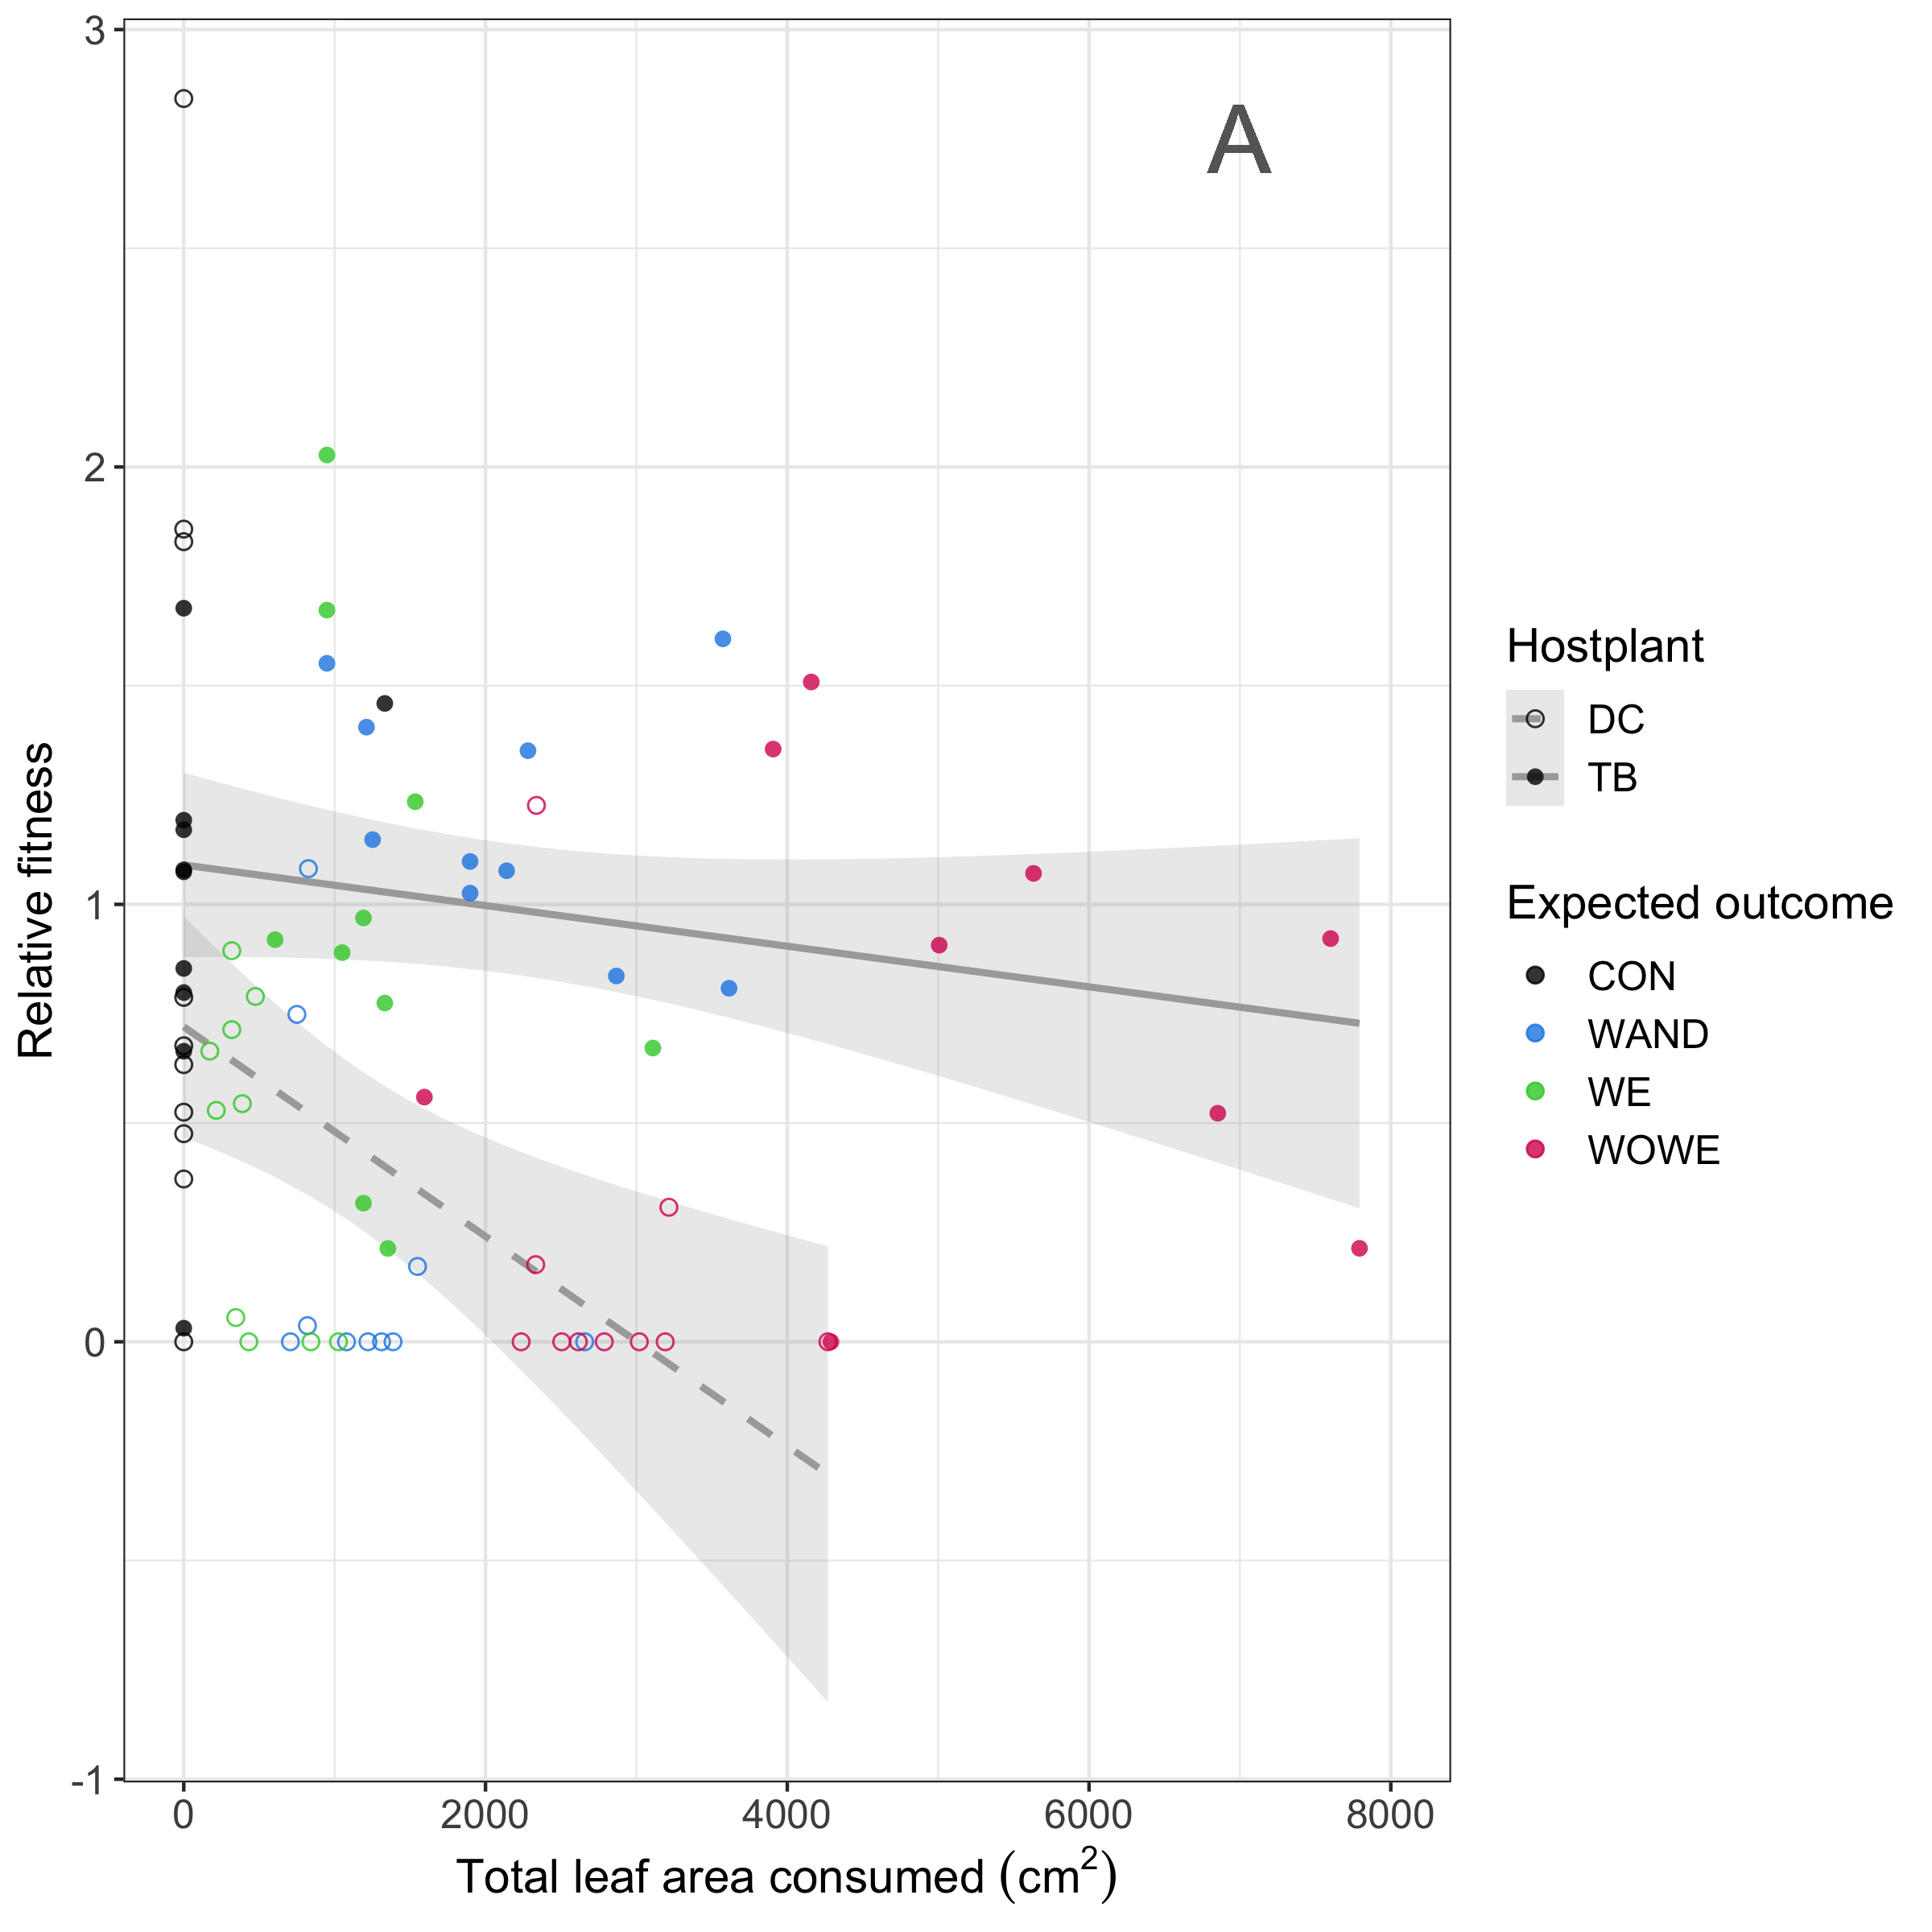 A
3
2
1
0
-1
Relative fitness
0 2000 4000 6000 8000
Total leaf area consumed (cm²)
Hostplant
DC
TB
Expected outcome
CON
WAND
WE
WOWE